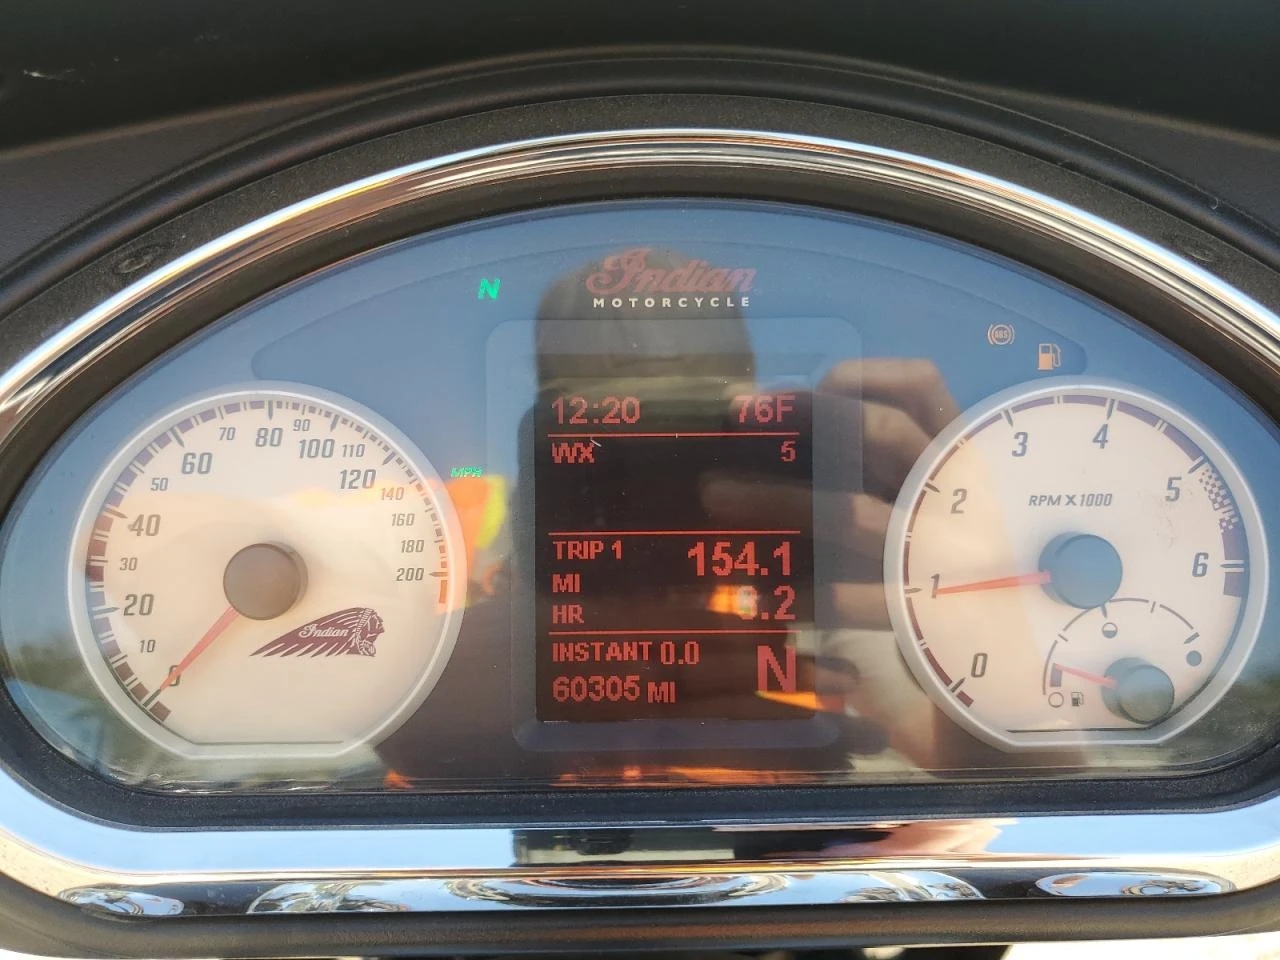 Indian
MOTORCYCLE
N
ABS
12:20 76F
WX 5
TRIP 1 154.1
MI
HR
INSTANT 0.0
60305 MI N
MPH
0
10
20
30
40
50
60
70
80
90
100
110
120
140
160
180
200
Indian
RPM X1000
0
1
2
3
4
5
6